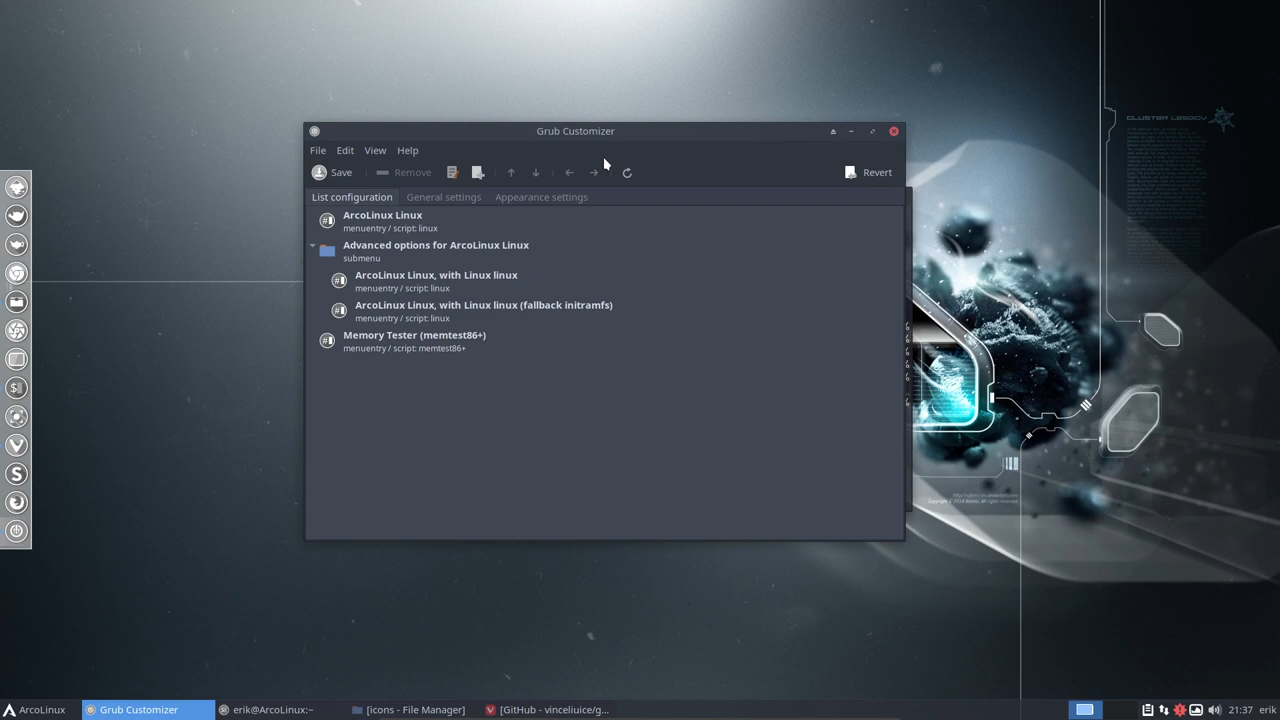 Grub Customizer
File Edit View Help
Save Remove Revert
List configuration General settings Appearance settings
ArcoLinux Linux
menuentry / script: linux
Advanced options for ArcoLinux Linux
submenu
ArcoLinux Linux, with Linux linux
menuentry / script: linux
ArcoLinux Linux, with Linux linux (fallback initramfs)
menuentry / script: linux
Memory Tester (memtest86+)
menuentry / script: memtest86+
CLUSTER LEGACY
ArcoLinux Grub Customizer erik@ArcoLinux:~ [icons - File Manager] [GitHub - vinceliuice/g... 21:37 erik